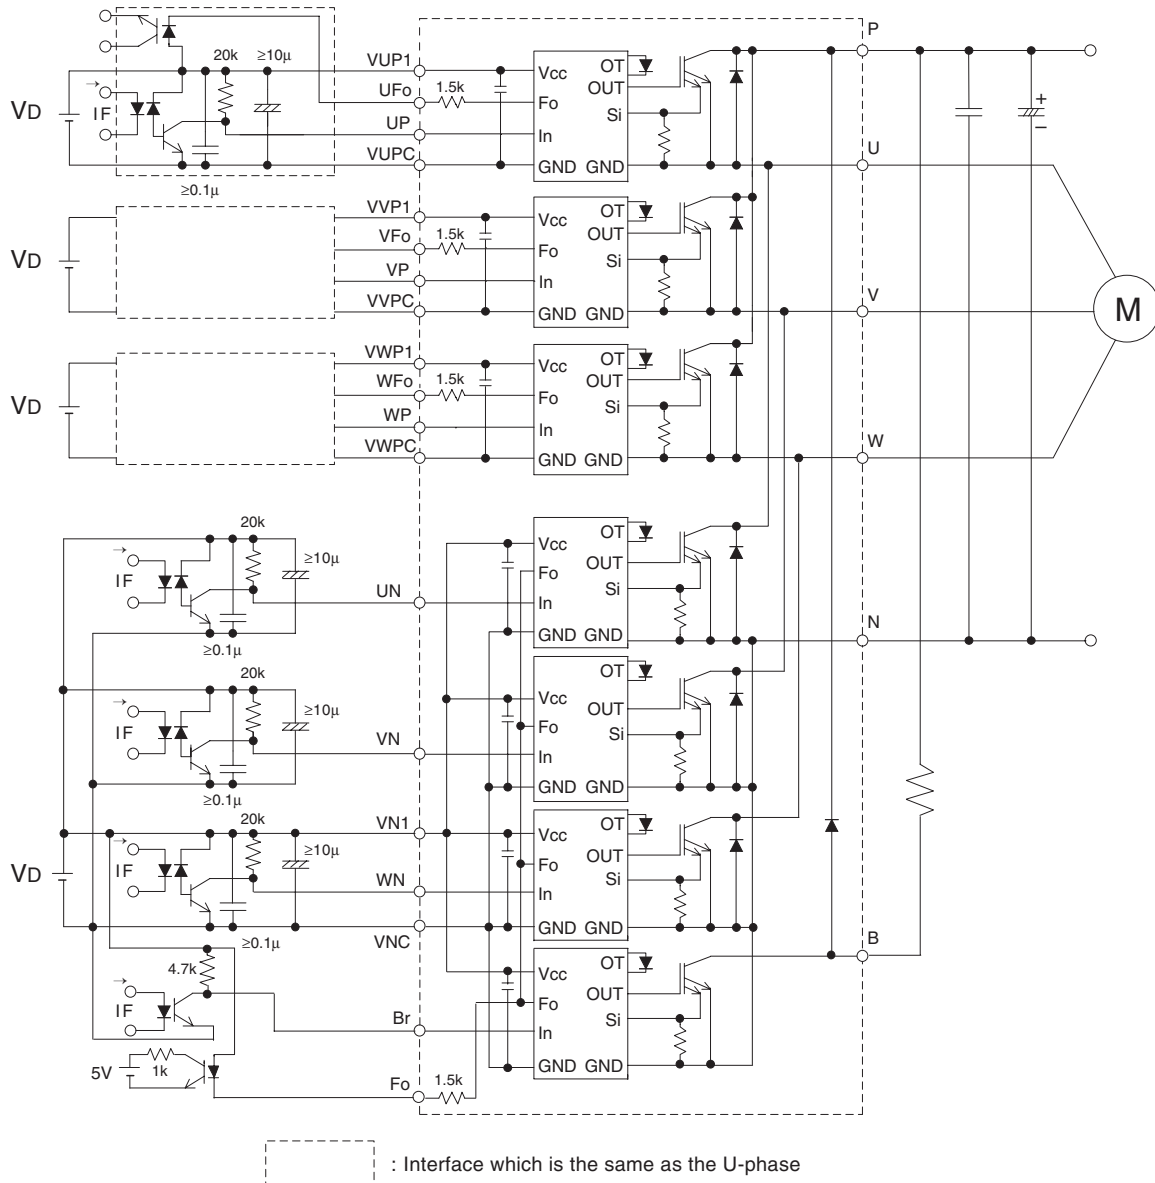 20k ≥10μ
VD
→
IF
≥0.1μ
VUP1
UFo
UP
VUPC
1.5k
Vcc
Fo
In
GND GND
OT
OUT
Si
P
U
+
–
VD
VVP1
VFo
VP
VVPC
1.5k
Vcc
Fo
In
GND GND
OT
OUT
Si
V
M
VD
VWP1
WFo
WP
VWPC
1.5k
Vcc
Fo
In
GND GND
OT
OUT
Si
W
20k
≥10μ
→
IF
≥0.1μ
UN
Vcc
Fo
In
GND GND
OT
OUT
Si
N
20k
≥10μ
→
IF
≥0.1μ
VN
Vcc
Fo
In
GND GND
OT
OUT
Si
20k
≥10μ
VD
→
IF
≥0.1μ
VN1
WN
VNC
Vcc
Fo
In
GND GND
OT
OUT
Si
B
4.7k
→
IF
Br
5V
1k
Fo
1.5k
Vcc
Fo
In
GND GND
OT
OUT
Si
: Interface which is the same as the U-phase